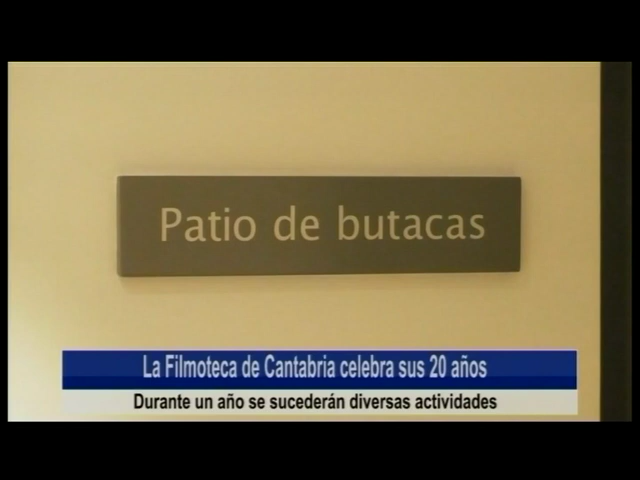 Patio de butacas
La Filmoteca de Cantabria celebra sus 20 años
Durante un año se sucederán diversas actividades